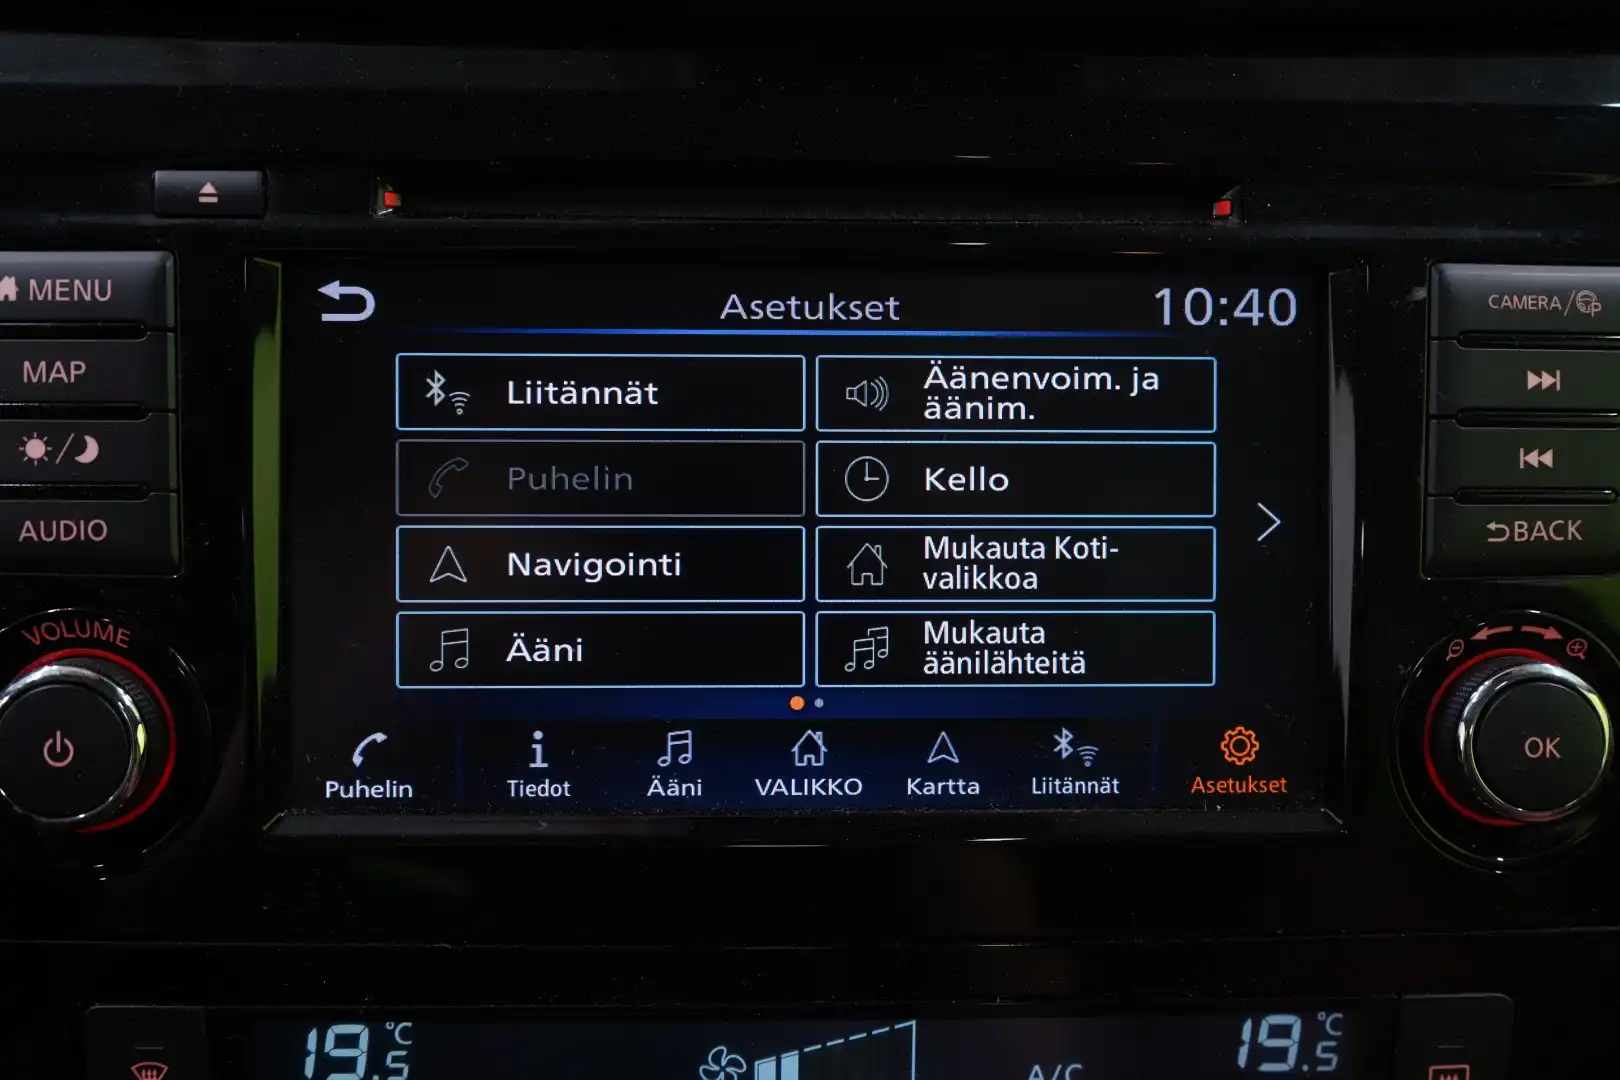 MENU
MAP
AUDIO
VOLUME
Asetukset
10:40
Liitännät
Äänenvoim. ja
äänim.
Puhelin
Kello
Navigointi
Mukauta Koti-
valikkoa
Ääni
Mukauta
äänilähteitä
Puhelin
Tiedot
Ääni
VALIKKO
Kartta
Liitännät
Asetukset
CAMERA/
BACK
OK
19.5°C
A/C
19.5°C